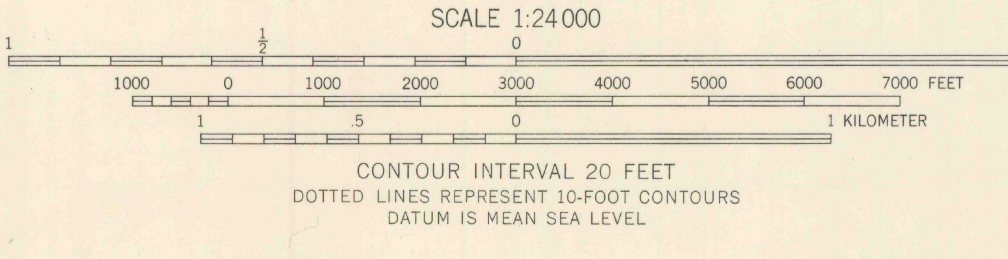 SCALE 1:24 000
1 1/2 0
1000 0 1000 2000 3000 4000 5000 6000 7000 FEET
1 .5 0 1 KILOMETER
CONTOUR INTERVAL 20 FEET
DOTTED LINES REPRESENT 10-FOOT CONTOURS
DATUM IS MEAN SEA LEVEL